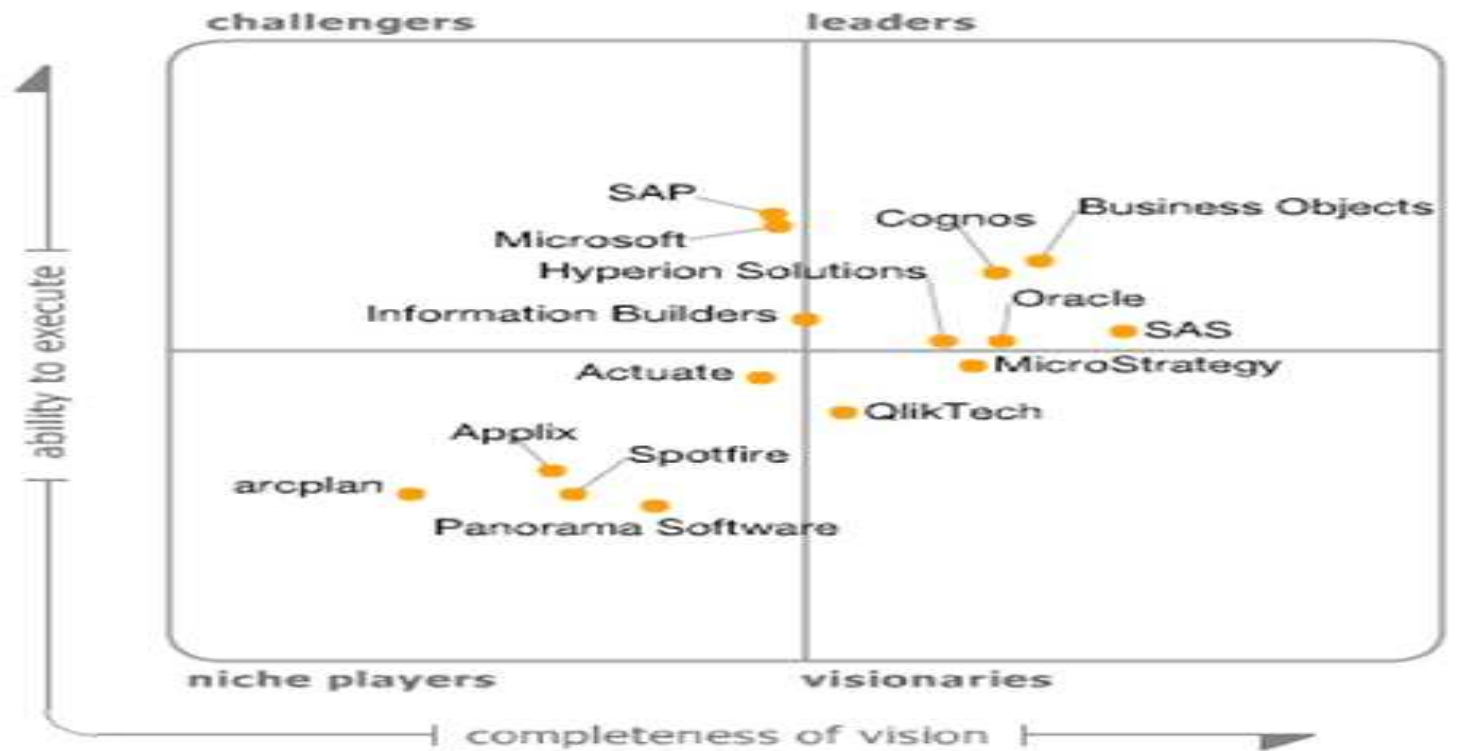 challengers
leaders
SAP
Business Objects
Cognos
Microsoft
Hyperion Solutions
Oracle
Information Builders
SAS
ability to execute
MicroStrategy
Actuate
QlikTech
Applix
Spotfire
arcplan
Panorama Software
niche players
visionaries
completeness of vision